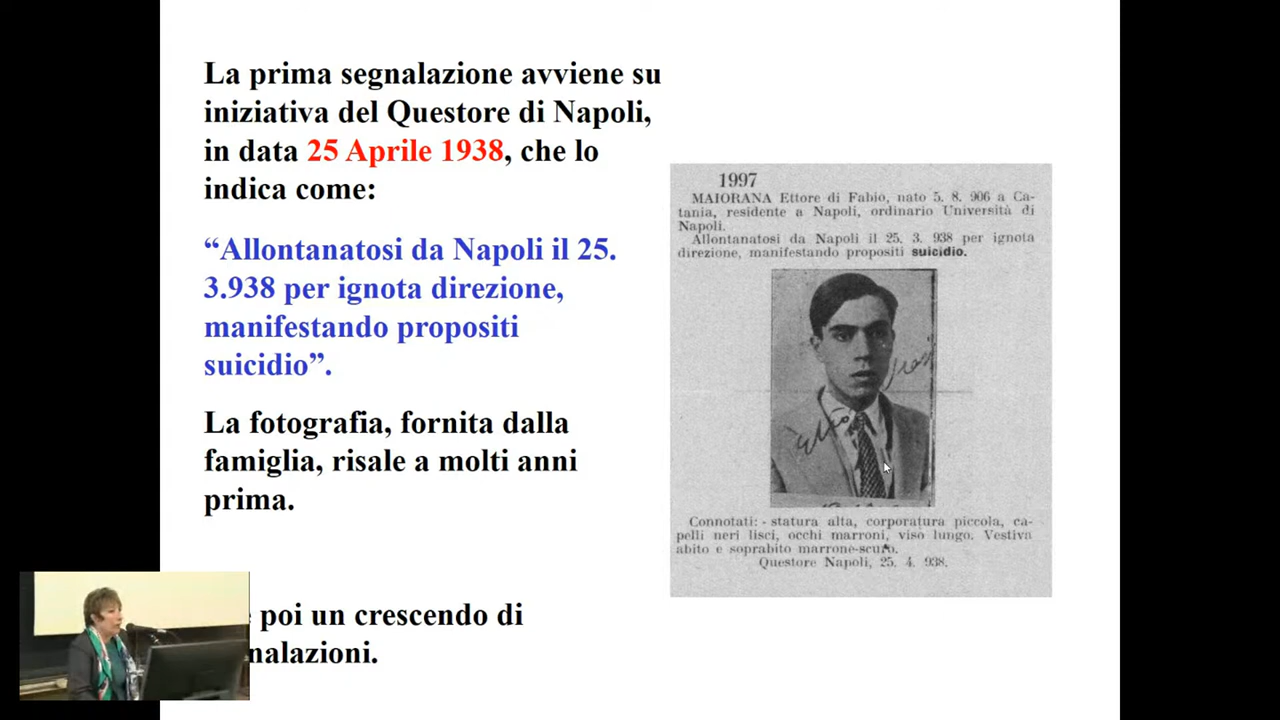 La prima segnalazione avviene su
iniziativa del Questore di Napoli,
in data 25 Aprile 1938, che lo
indica come:
“Allontanatosi da Napoli il 25.
3.938 per ignota direzione,
manifestando propositi
suicidio”.
La fotografia, fornita dalla
famiglia, risale a molti anni
prima.
poi un crescendo di
nalazioni.
1997
MAIORANA Ettore di Fabio, nato 5. 8. 906 a Ca-
tania, residente a Napoli, ordinario Università di
Napoli.
Allontanatosi da Napoli il 25. 3. 938 per ignota
direzione, manifestando propositi suicidio.
Connotati: - statura alta, corporatura piccola, ca-
pelli neri lisci, occhi marroni, viso lungo. Vestiva
abito e soprabito marrone-scuro.
Questore Napoli, 25. 4. 938.